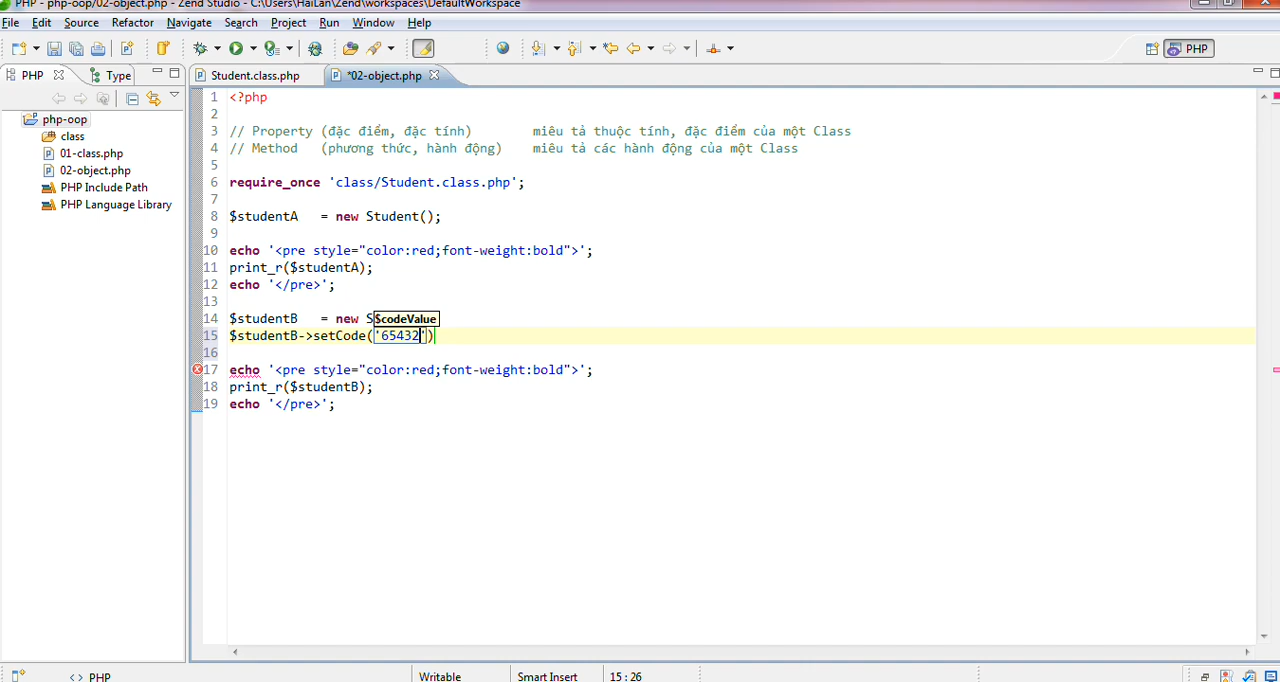 PHP - php-oop/02-object.php - Zend Studio - C:\Users\HaiLan\Zend\workspaces\DefaultWorkspace
File Edit Source Refactor Navigate Search Project Run Window Help
PHP
PHP Type Student.class.php *02-object.php
php-oop
class
01-class.php
02-object.php
PHP Include Path
PHP Language Library
1 <?php
2
3 // Property (đặc điểm, đặc tính) miêu tả thuộc tính, đặc điểm của một Class
4 // Method (phương thức, hành động) miêu tả các hành động của một Class
5
6 require_once 'class/Student.class.php';
7
8 $studentA = new Student();
9
10 echo '<pre style="color:red;font-weight:bold">';
11 print_r($studentA);
12 echo '</pre>';
13
14 $studentB = new S $codeValue
15 $studentB->setCode('65432')
16
17 echo '<pre style="color:red;font-weight:bold">';
18 print_r($studentB);
19 echo '</pre>';
<> PHP Writable Smart Insert 15 : 26